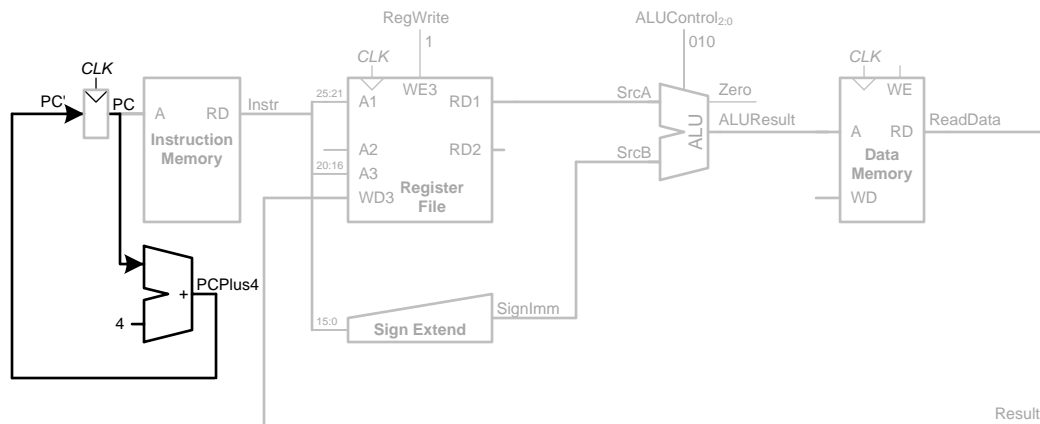 RegWrite
ALUControl2:0
1
010
CLK
CLK
CLK
PC'
PC
A
RD
Instr
Instruction
Memory
25:21
A1
WE3
RD1
A2
RD2
20:16
A3
WD3
Register
File
SrcA
SrcB
ALU
Zero
ALUResult
WE
A
RD
ReadData
Data
Memory
WD
PCPlus4
+
4
15:0
Sign Extend
SignImm
Result